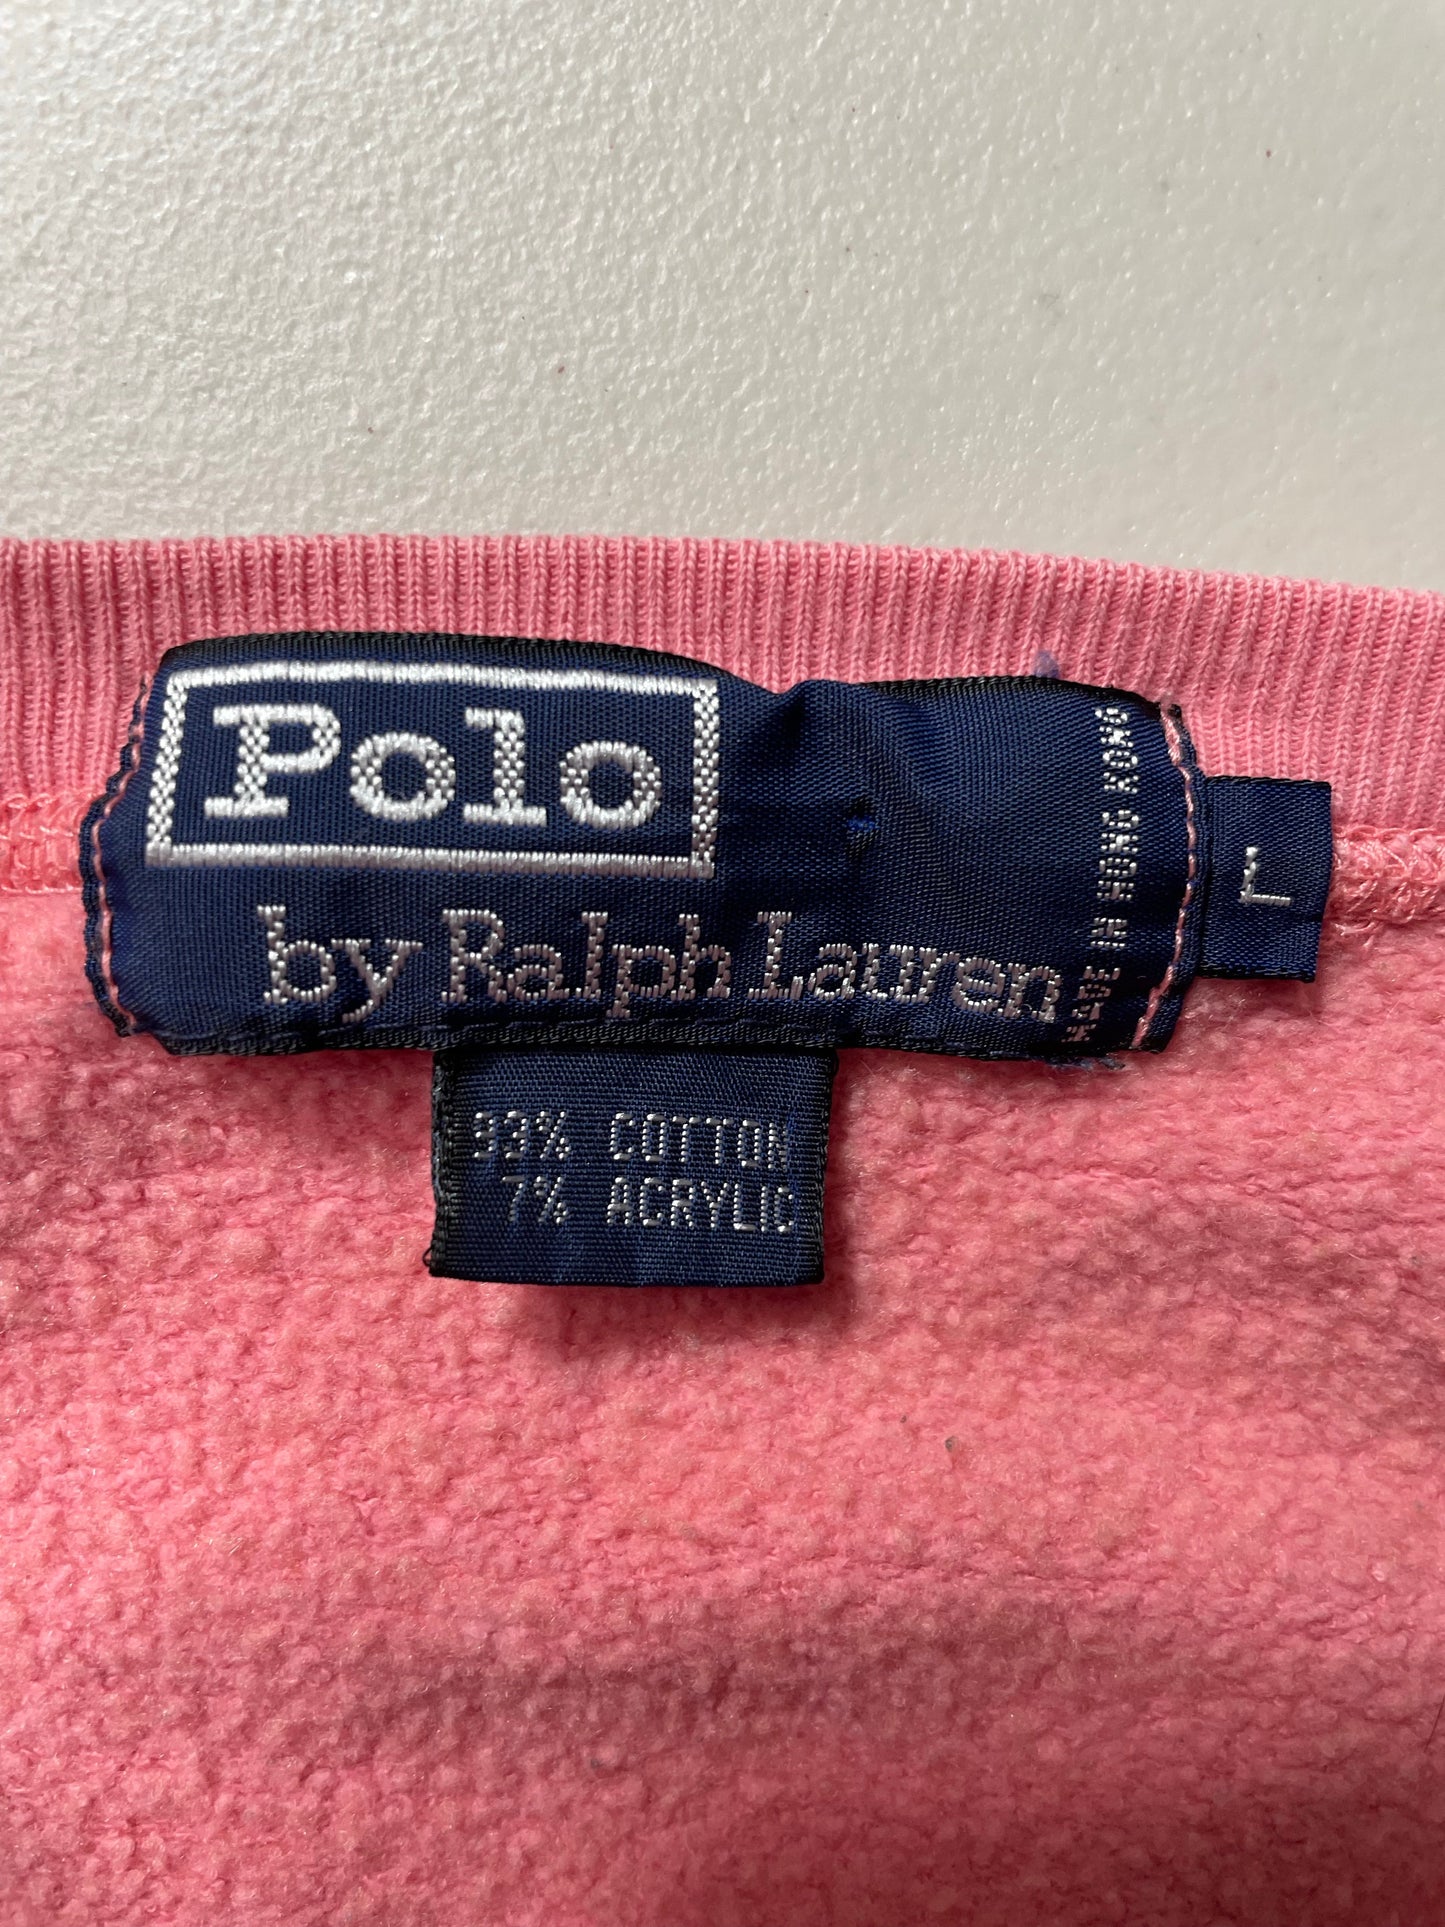 Polo
by Ralph Lauren
MADE IN HONG KONG
L
93% COTTON
7% ACRYLIC